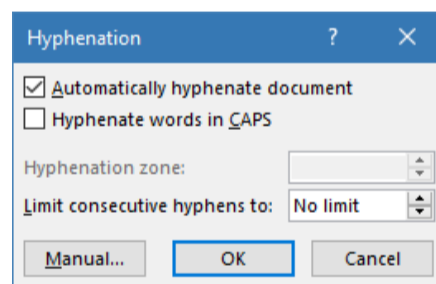 Hyphenation ?
Automatically hyphenate document
Hyphenate words in CAPS
Hyphenation zone:
Limit consecutive hyphens to: No limit
Manual... OK Cancel